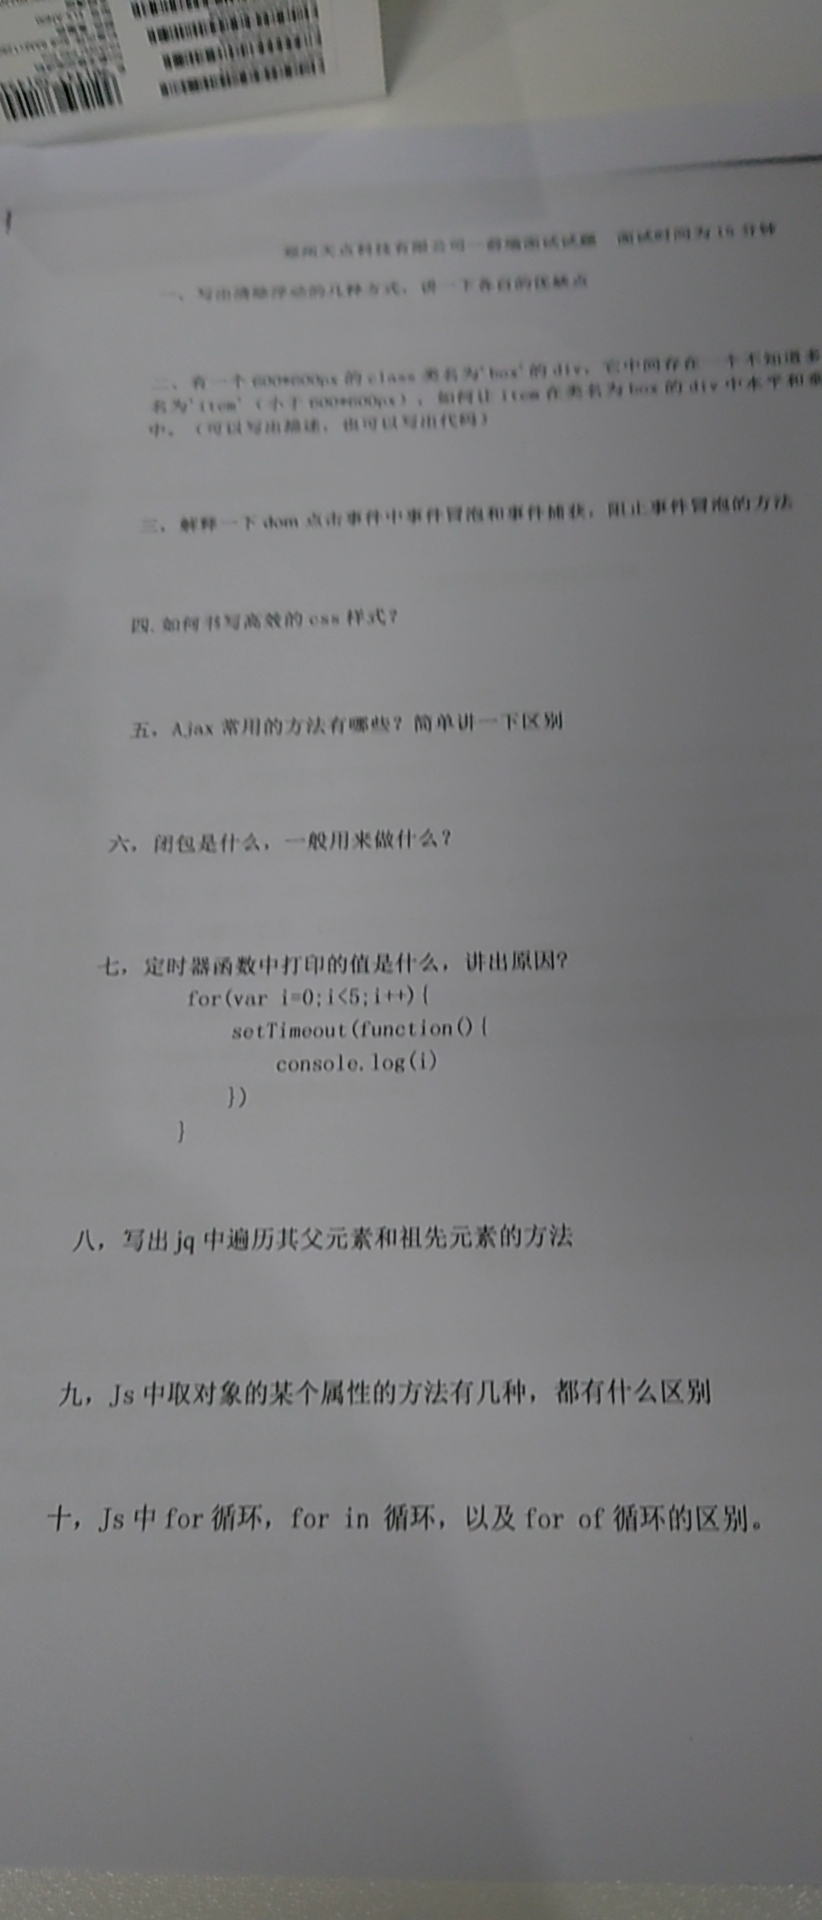 科技有限公司—前端面试试题 面试时间为 15 分钟
一、写出清除浮动的几种方式，讲一下各自的优缺点
二、有一个 600*600px 的 class 类名为'box'的 div，它中间存在一个不知道多
名为'item'（小于 600*600px），如何让 item 在类名为 box 的 div 中水平和垂
中。（可以写出描述，也可以写出代码）
三、解释一下 dom 点击事件中事件冒泡和事件捕获，阻止事件冒泡的方法
四. 如何书写高效的 css 样式？
五，Ajax 常用的方法有哪些？简单讲一下区别
六，闭包是什么，一般用来做什么？
七，定时器函数中打印的值是什么，讲出原因？
for(var i=0;i<5;i++){
setTimeout(function(){
console.log(i)
})
}
八，写出 jq 中遍历其父元素和祖先元素的方法
九，Js 中取对象的某个属性的方法有几种，都有什么区别
十，Js 中 for 循环，for in 循环，以及 for of 循环的区别。